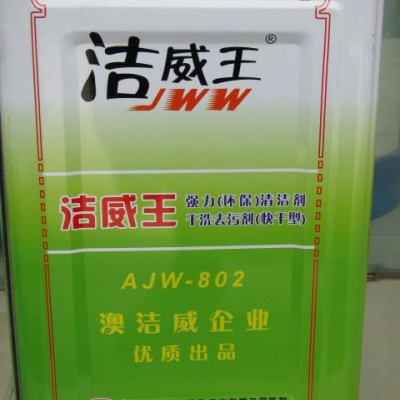 洁威王®
JWW
洁威王
强力(环保)清洁剂
干洗去污剂(快干型)
AJW-802
澳洁威企业
优质出品